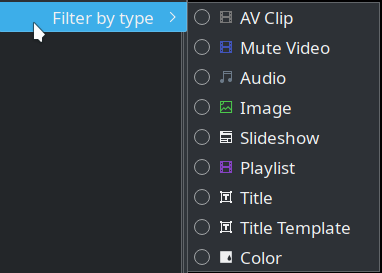 Filter by type
AV Clip
Mute Video
Audio
Image
Slideshow
Playlist
Title
Title Template
Color